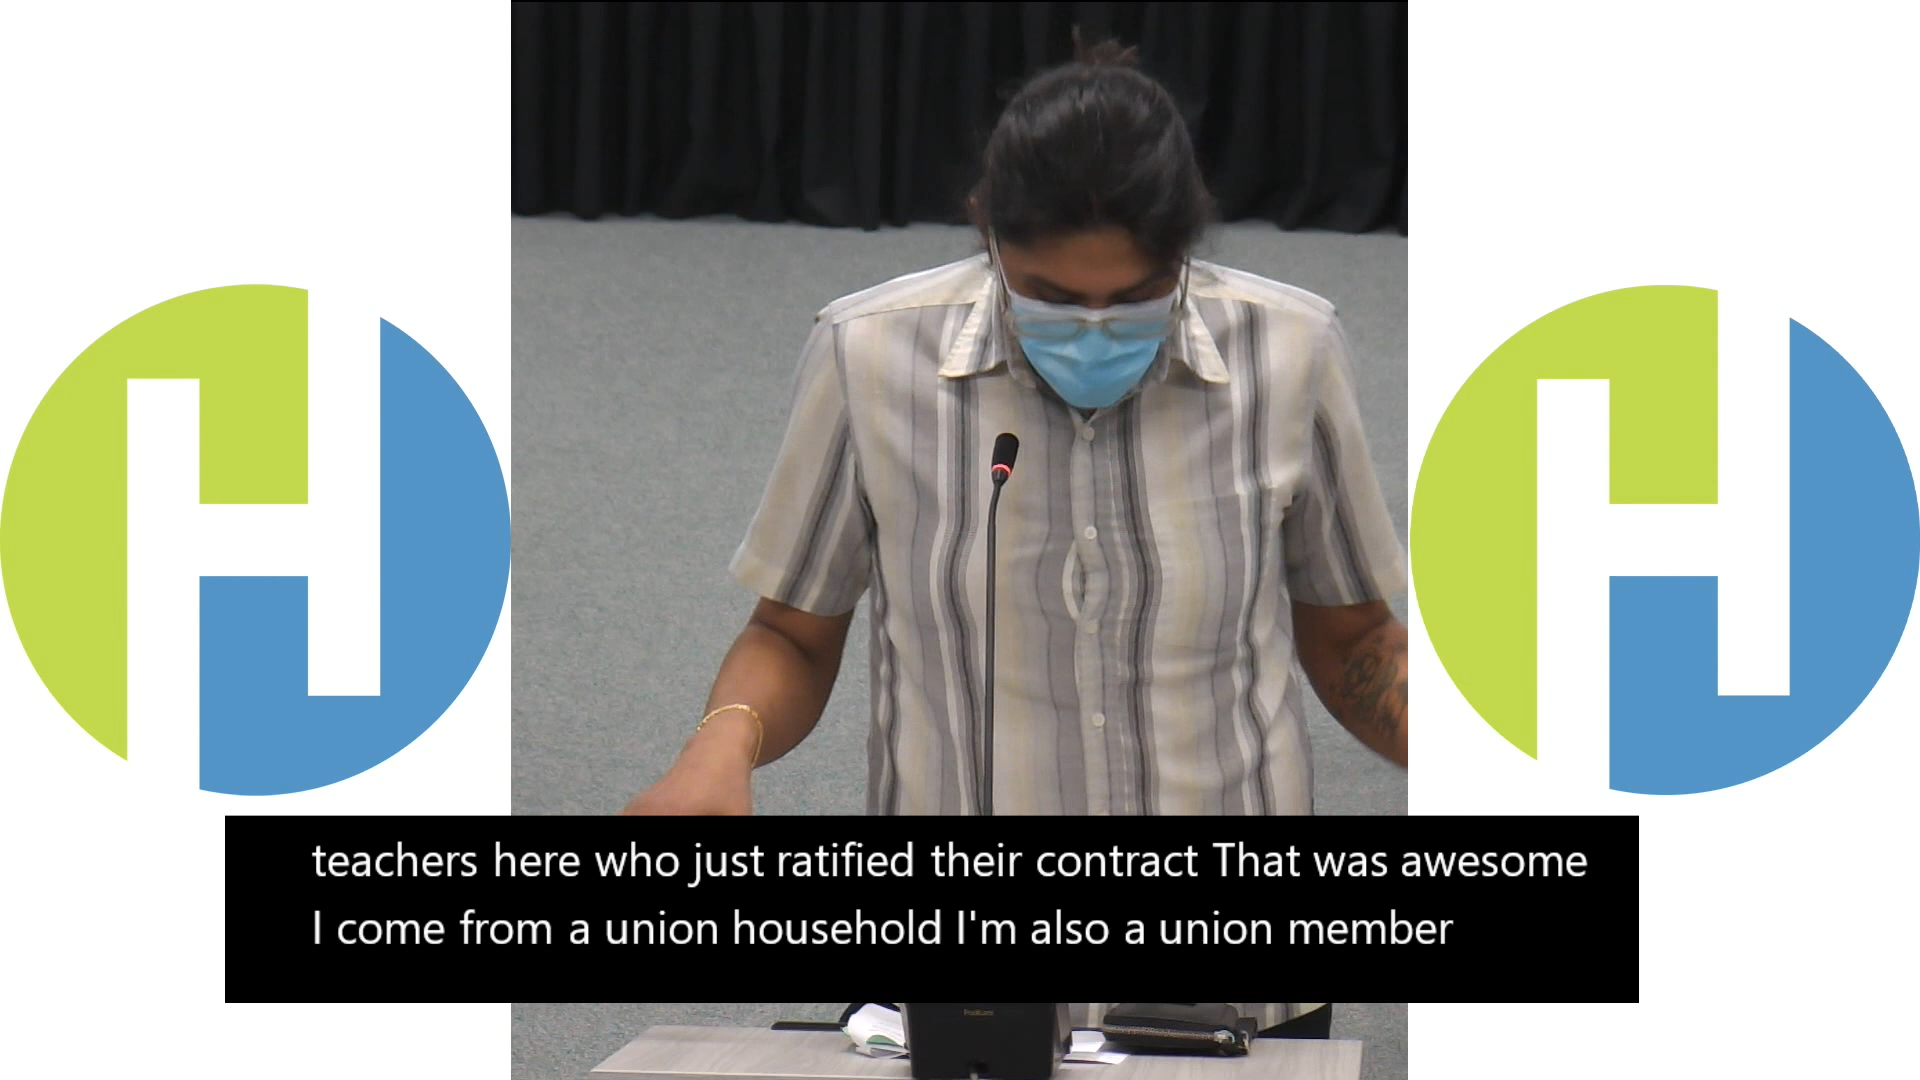 teachers here who just ratified their contract That was awesome
I come from a union household I'm also a union member